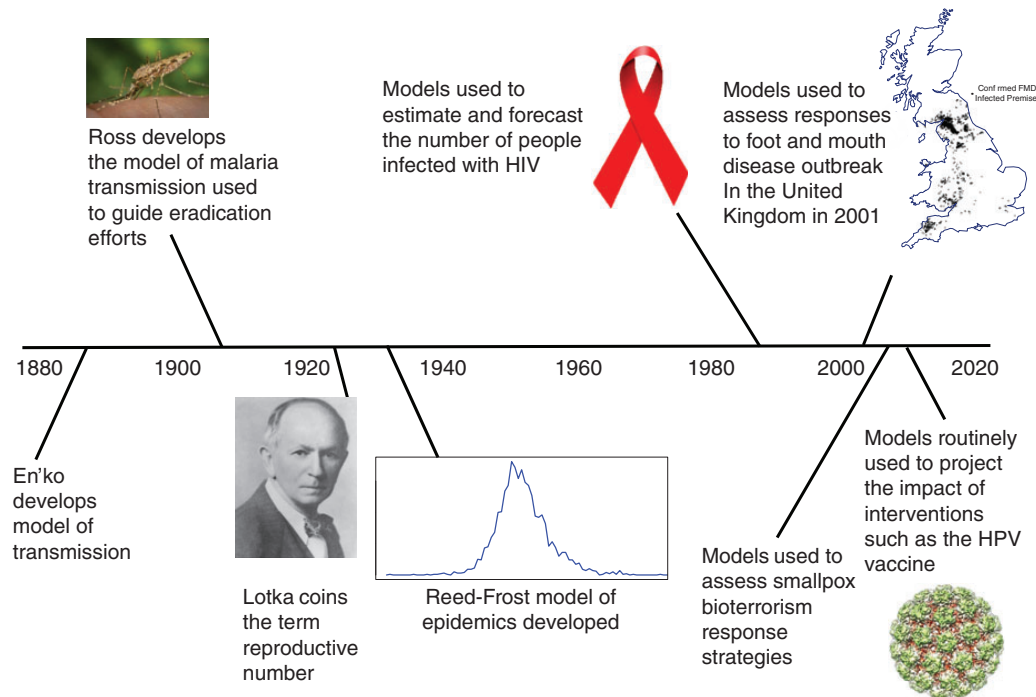 Ross develops
the model of malaria
transmission used
to guide eradication
efforts
Models used to
estimate and forecast
the number of people
infected with HIV
Models used to
assess responses
to foot and mouth
disease outbreak
In the United
Kingdom in 2001
Conf rmed FMD
Infected Premise
1880 1900 1920 1940 1960 1980 2000 2020
En'ko
develops
model of
transmission
Lotka coins
the term
reproductive
number
Reed-Frost model of
epidemics developed
Models used to
assess smallpox
bioterrorism
response
strategies
Models routinely
used to project
the impact of
interventions
such as the HPV
vaccine